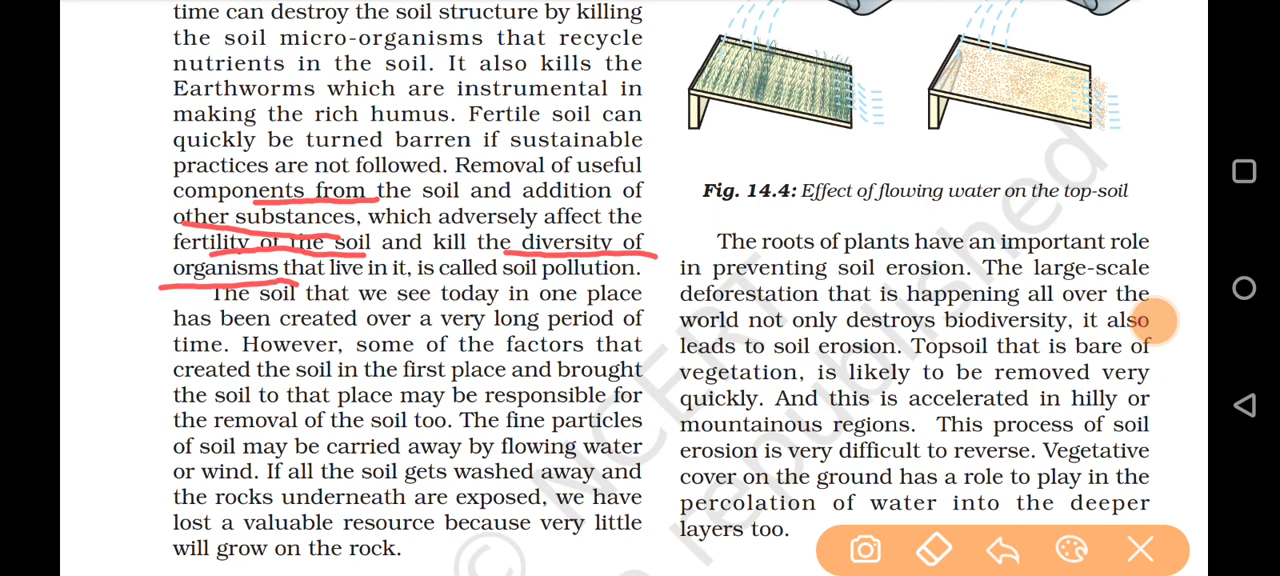 time can destroy the soil structure by killing
the soil micro-organisms that recycle
nutrients in the soil. It also kills the
Earthworms which are instrumental in
making the rich humus. Fertile soil can
quickly be turned barren if sustainable
practices are not followed. Removal of useful
components from the soil and addition of
other substances, which adversely affect the
fertility of the soil and kill the diversity of
organisms that live in it, is called soil pollution.
The soil that we see today in one place
has been created over a very long period of
time. However, some of the factors that
created the soil in the first place and brought
the soil to that place may be responsible for
the removal of the soil too. The fine particles
of soil may be carried away by flowing water
or wind. If all the soil gets washed away and
the rocks underneath are exposed, we have
lost a valuable resource because very little
will grow on the rock.
Fig. 14.4: Effect of flowing water on the top-soil
The roots of plants have an important role
in preventing soil erosion. The large-scale
deforestation that is happening all over the
world not only destroys biodiversity, it also
leads to soil erosion. Topsoil that is bare of
vegetation, is likely to be removed very
quickly. And this is accelerated in hilly or
mountainous regions. This process of soil
erosion is very difficult to reverse. Vegetative
cover on the ground has a role to play in the
percolation of water into the deeper
layers too.
© NCERT
republished